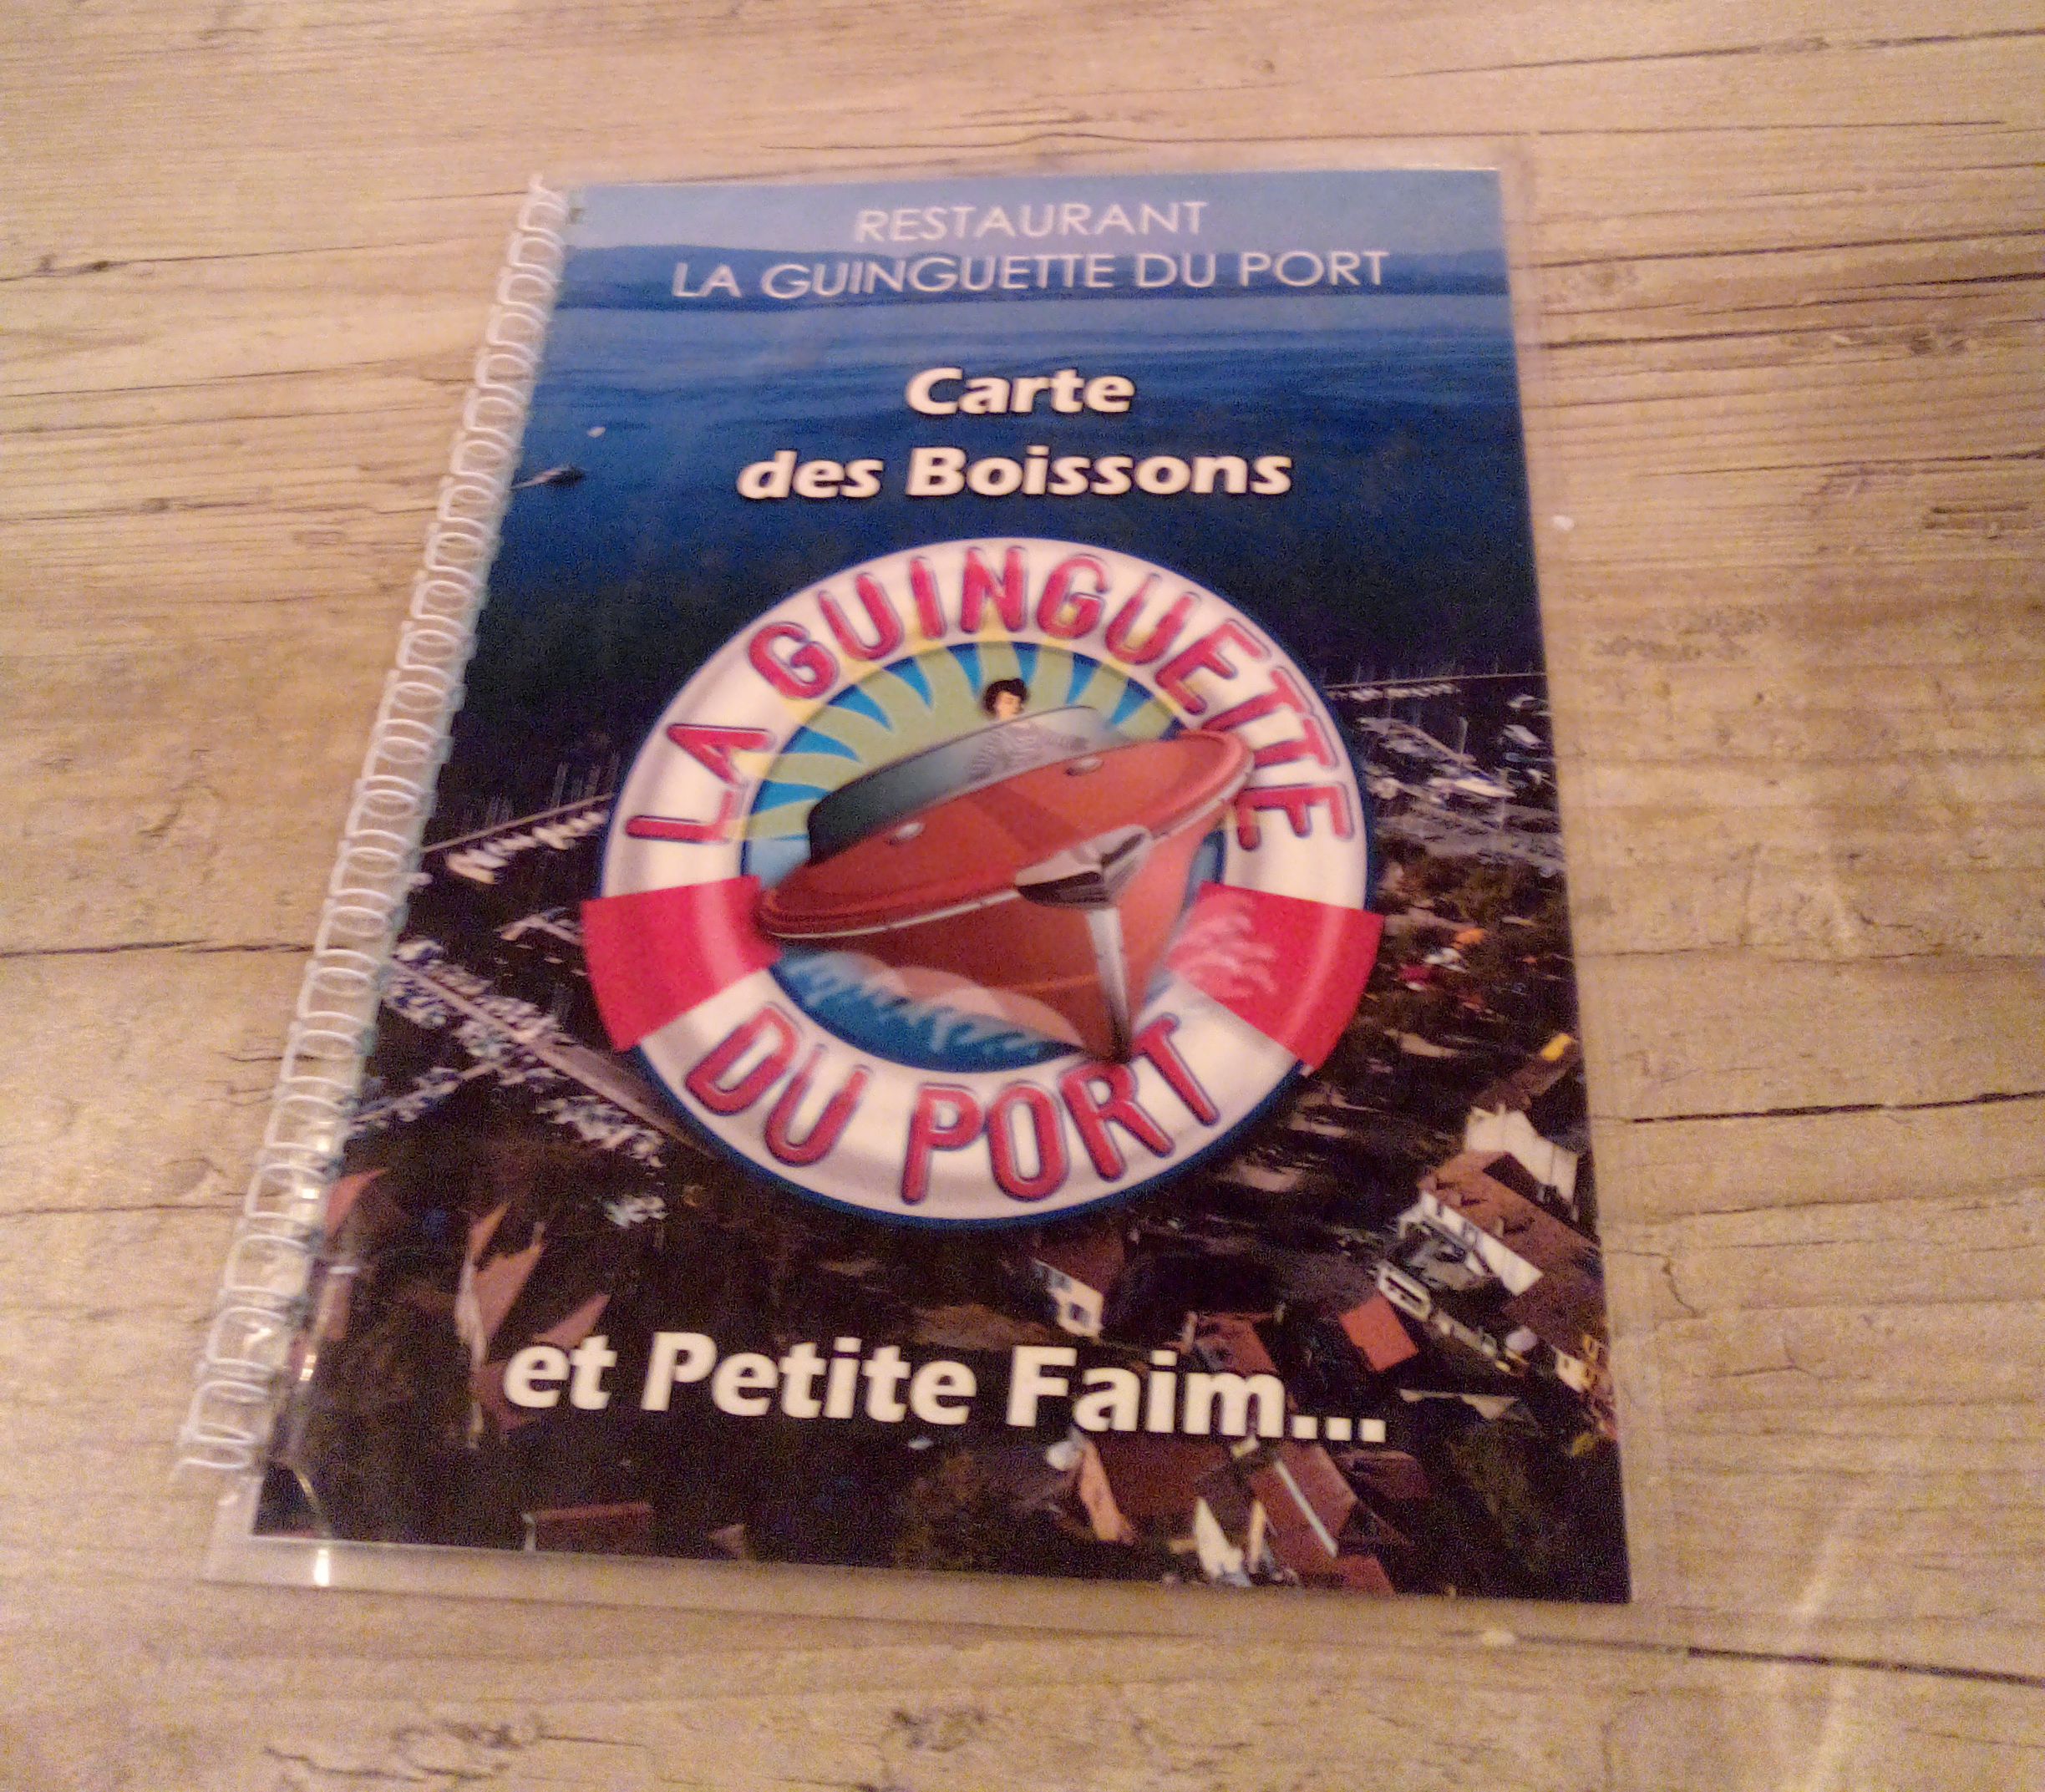 RESTAURANT
LA GUINGUETTE DU PORT
Carte
des Boissons
LA GUINGUETTE
DU PORT
et Petite Faim...